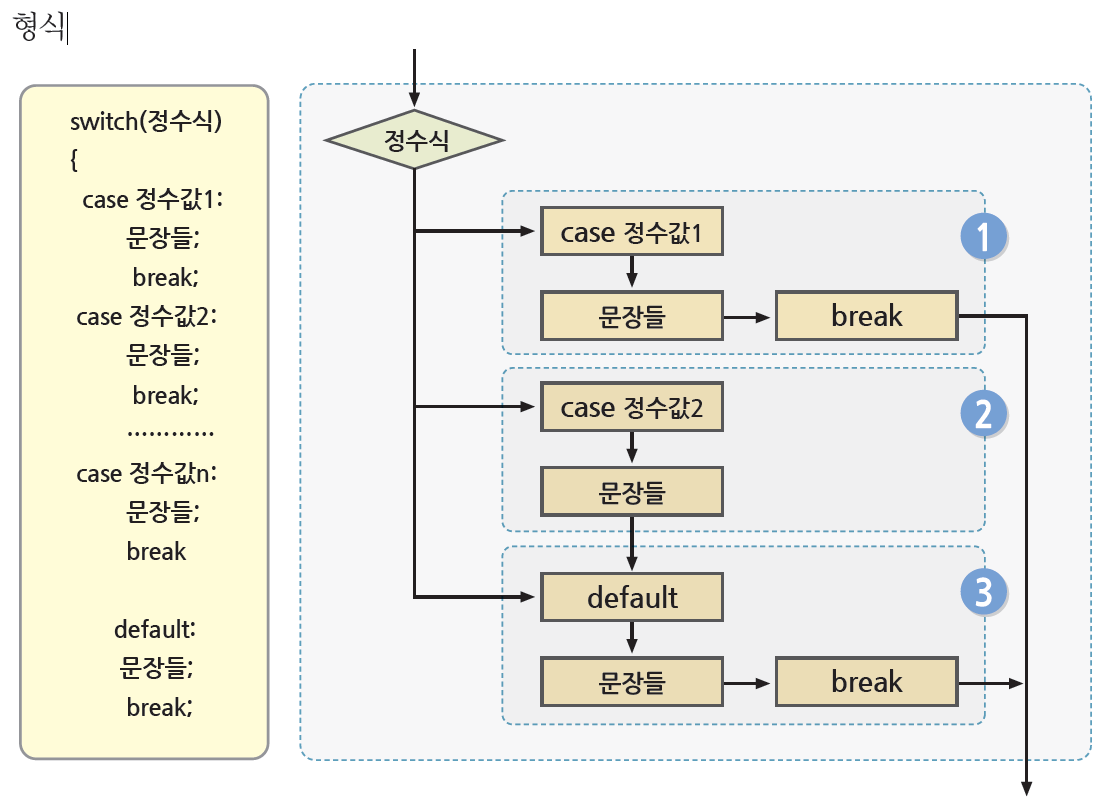 형식
switch(정수식)
{
case 정수값1:
문장들;
break;
case 정수값2:
문장들;
break;
…………
case 정수값n:
문장들;
break
default:
문장들;
break;
정수식
case 정수값1
1
문장들
break
case 정수값2
2
문장들
default
3
문장들
break